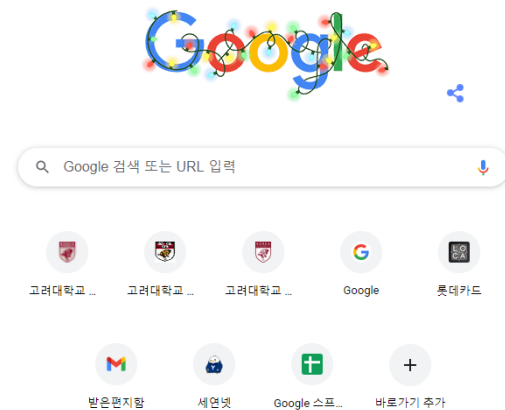 Google
Google 검색 또는 URL 입력
고려대학교 ...
고려대학교 ...
고려대학교 ...
Google
LO
CA
롯데카드
받은편지함
세연넷
Google 스프...
바로가기 추가